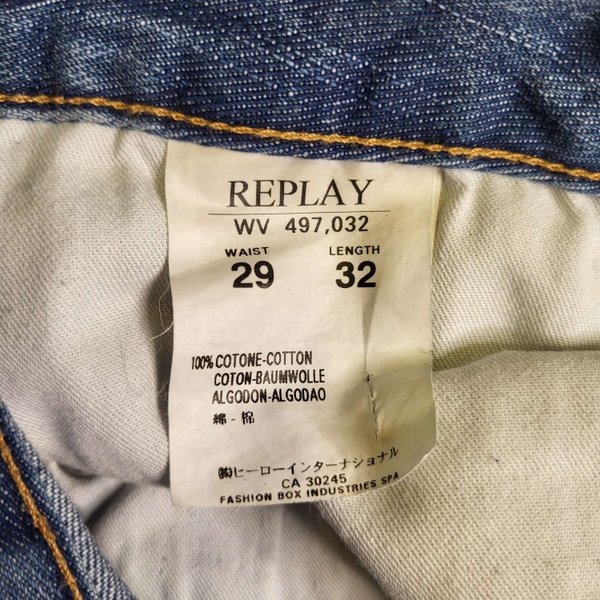 REPLAY
WV 497,032
WAIST LENGTH
29 32
100% COTONE-COTTON
COTON-BAUMWOLLE
ALGODON-ALGODAO
綿 - 棉
㈱ヒーローインターナショナル
CA 30245
FASHION BOX INDUSTRIES SPA